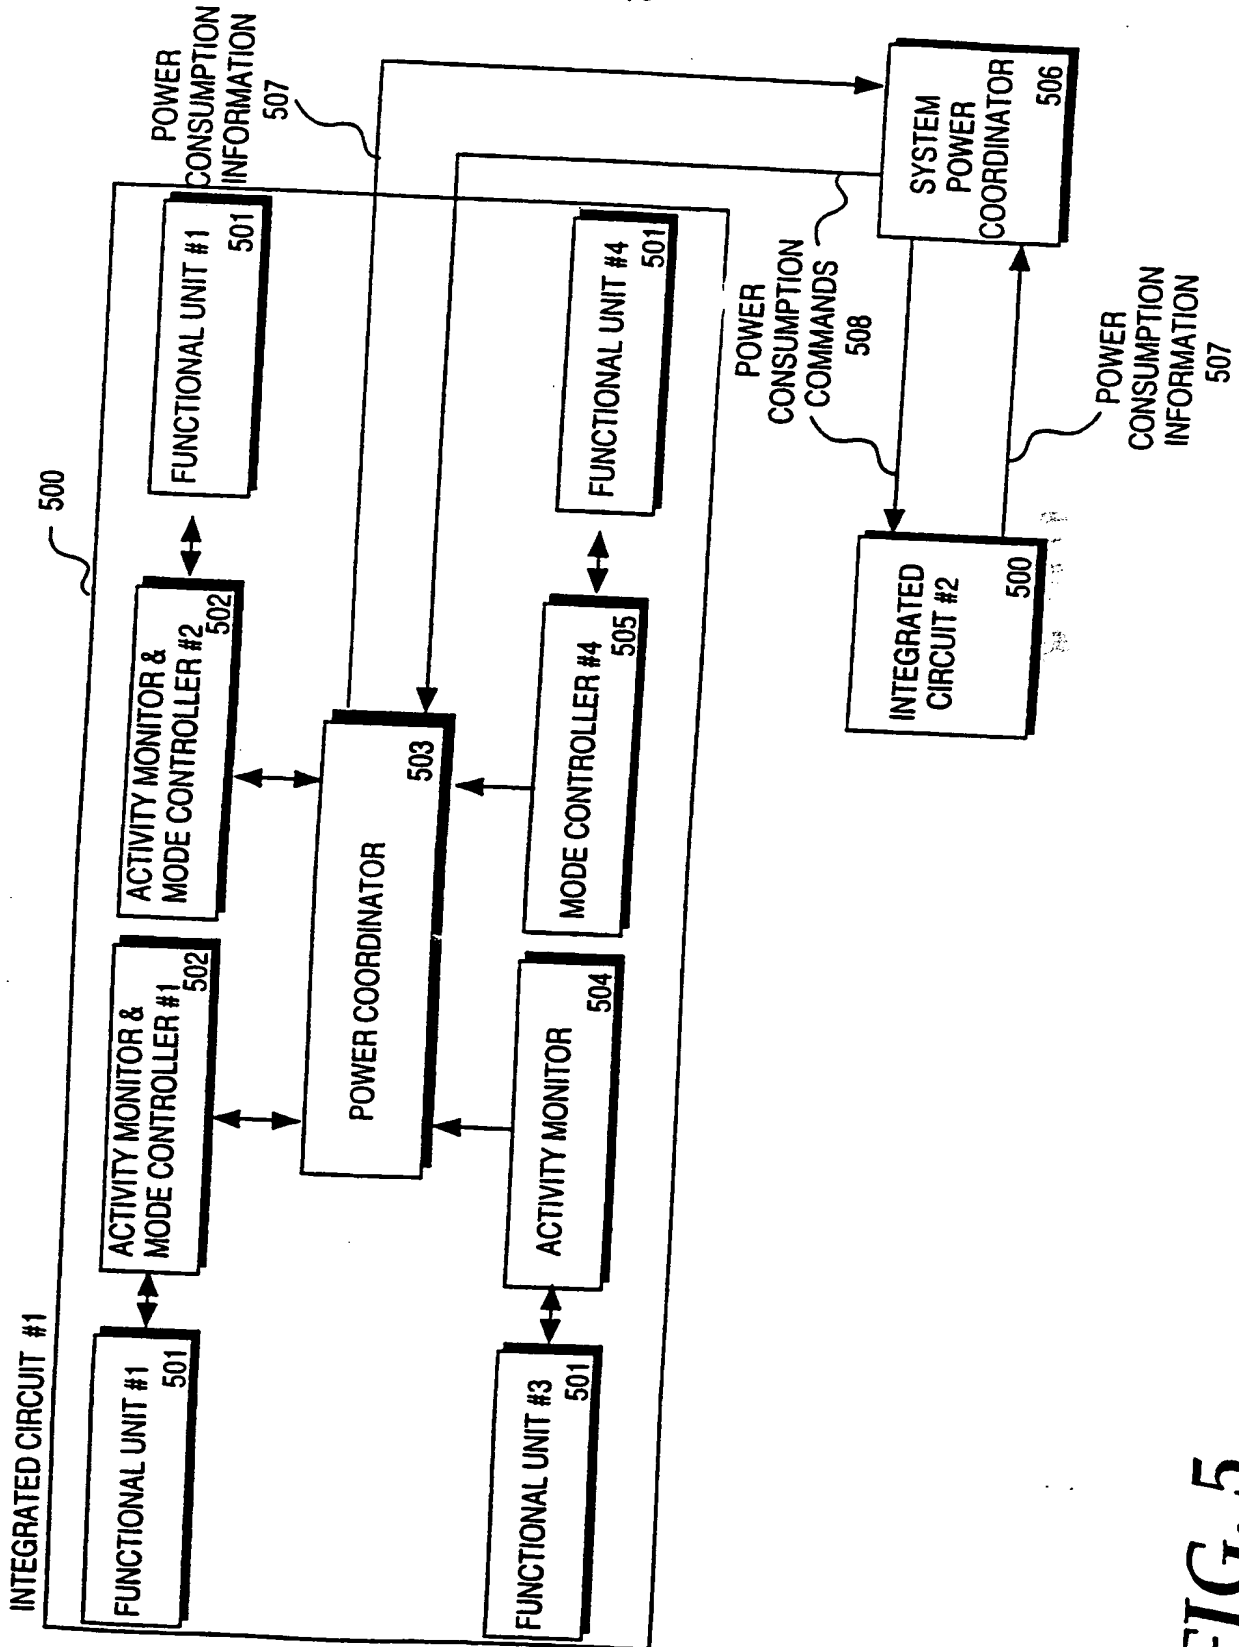 INTEGRATED CIRCUIT #1
500
FUNCTIONAL UNIT #1
501
ACTIVITY MONITOR &
MODE CONTROLLER #1
502
ACTIVITY MONITOR &
MODE CONTROLLER #2
502
FUNCTIONAL UNIT #1
501
POWER
CONSUMPTION
INFORMATION
507
POWER COORDINATOR
503
FUNCTIONAL UNIT #3
501
ACTIVITY MONITOR
504
MODE CONTROLLER #4
505
FUNCTIONAL UNIT #4
501
POWER
CONSUMPTION
COMMANDS
508
SYSTEM
POWER
COORDINATOR
506
INTEGRATED
CIRCUIT #2
500
POWER
CONSUMPTION
INFORMATION
507
FIG. 5